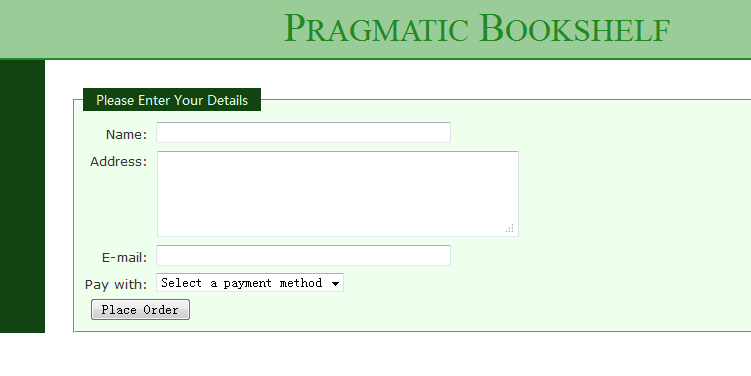 PRAGMATIC BOOKSHELF
Please Enter Your Details
Name:
Address:
E-mail:
Pay with: Select a payment method
Place Order